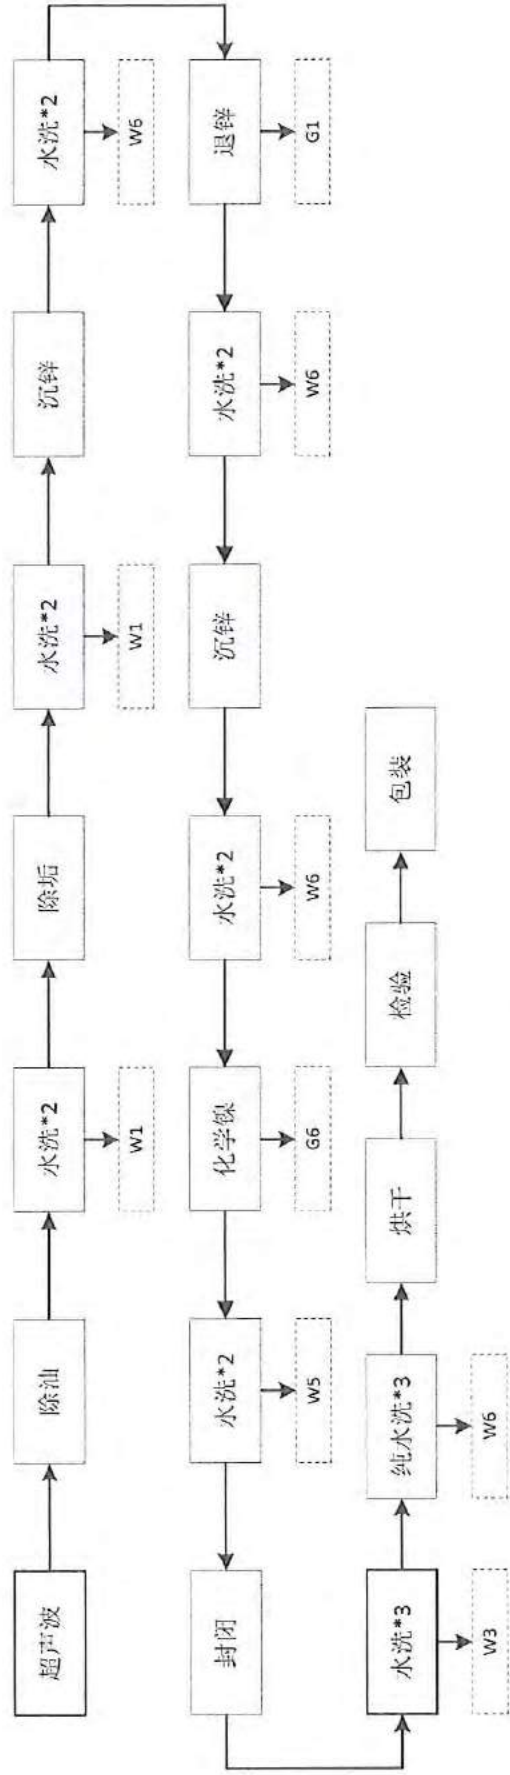 超声波
除油
水洗*2
W1
除垢
水洗*2
W1
沉锌
水洗*2
W6
退锌
G1
水洗*2
W6
沉锌
水洗*2
W6
化学镍
G6
水洗*2
W5
封闭
水洗*3
W3
纯水洗*3
W6
烘干
检验
包装